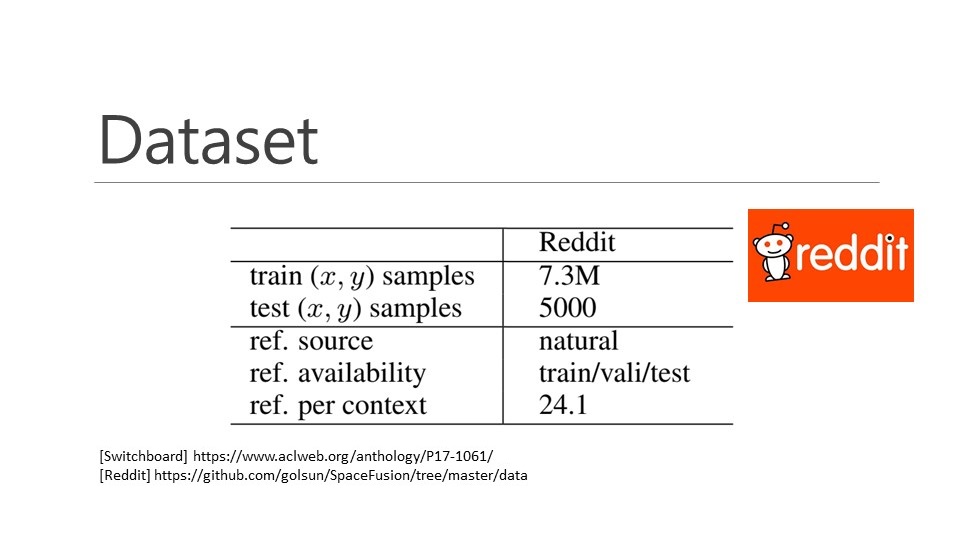 Dataset
Reddit
train (x, y) samples 7.3M
test (x, y) samples 5000
ref. source natural
ref. availability train/vali/test
ref. per context 24.1
reddit
[Switchboard] https://www.aclweb.org/anthology/P17-1061/
[Reddit] https://github.com/golsun/SpaceFusion/tree/master/data